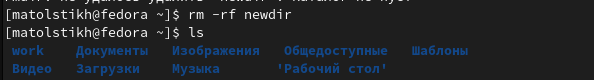 [matolstikh@fedora ~]$ rm -rf newdir
[matolstikh@fedora ~]$ ls
work Документы Изображения Общедоступные Шаблоны
Видео Загрузки Музыка 'Рабочий стол'